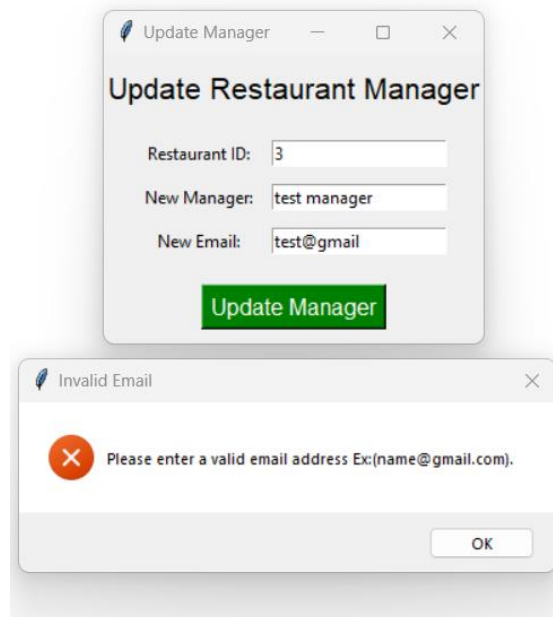 Update Manager
Update Restaurant Manager
Restaurant ID: 3
New Manager: test manager
New Email: test@gmail
Update Manager
Invalid Email
Please enter a valid email address Ex:(name@gmail.com).
OK